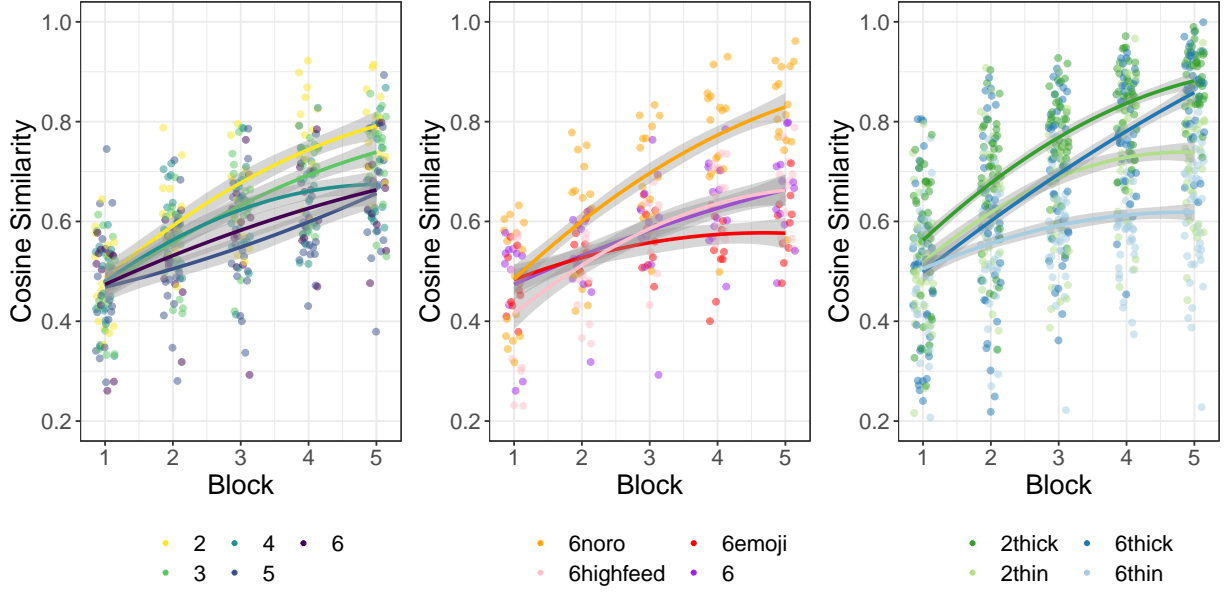 Cosine Similarity
1.0
0.8
0.6
0.4
0.2
1 2 3 4 5
Block
2 4 6
3 5
Cosine Similarity
1.0
0.8
0.6
0.4
0.2
1 2 3 4 5
Block
6noro 6emoji
6highfeed 6
Cosine Similarity
1.0
0.8
0.6
0.4
0.2
1 2 3 4 5
Block
2thick 6thick
2thin 6thin